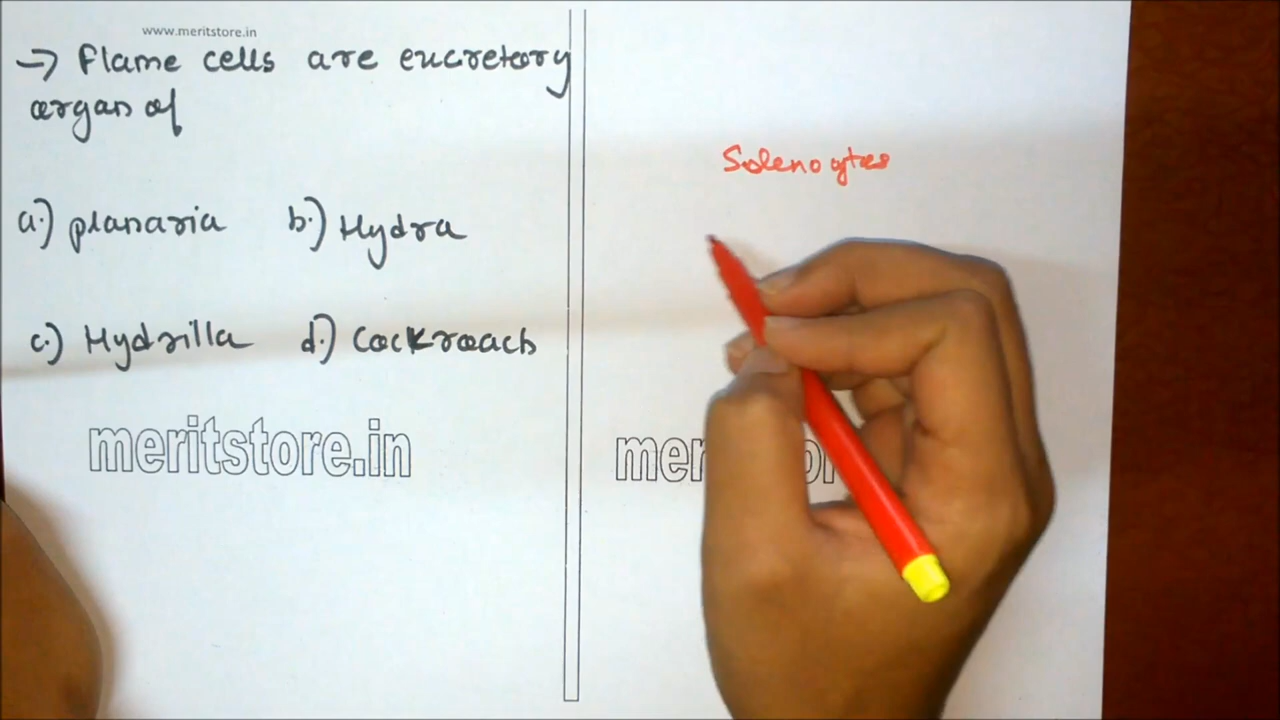 www.meritstore.in
→ Flame cells are excretory
organ of
a.) planaria b.) Hydra
c.) Hydrilla d.) Cockroach
meritstore.in
Solenocytes